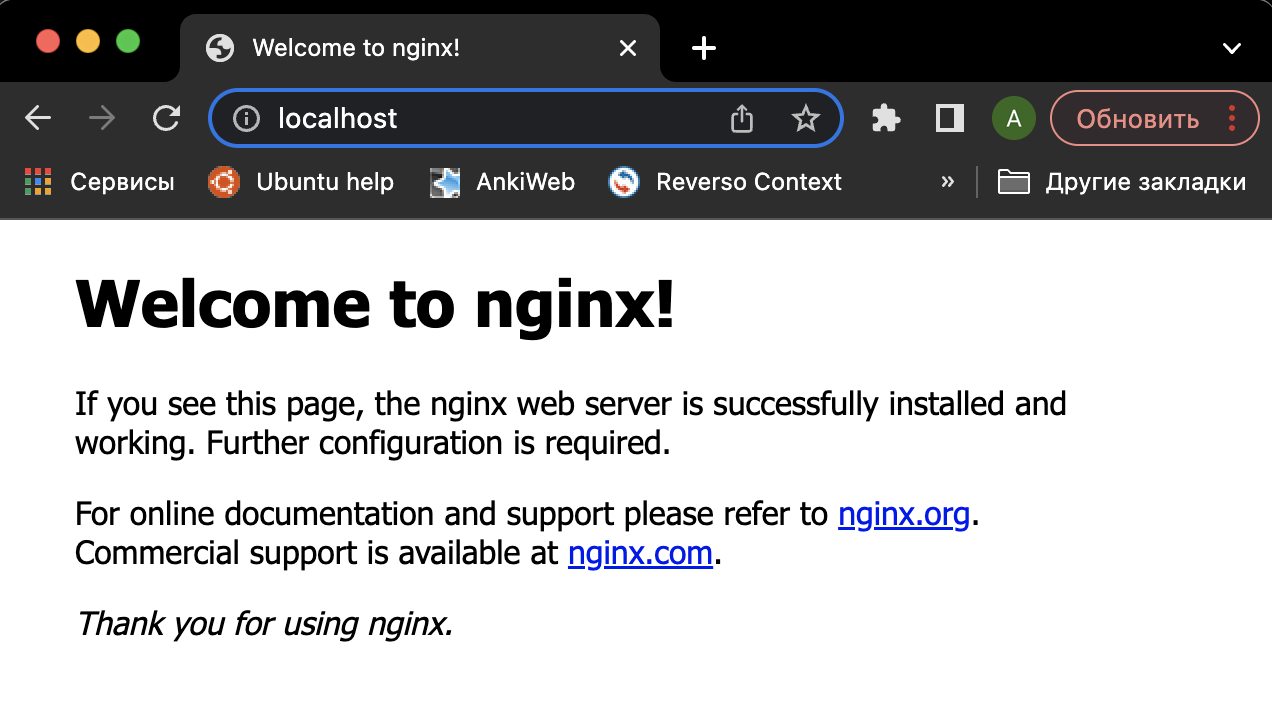 Welcome to nginx!
localhost
A
Обновить
Сервисы
Ubuntu help
AnkiWeb
Reverso Context
»
Другие закладки
Welcome to nginx!
If you see this page, the nginx web server is successfully installed and
working. Further configuration is required.
For online documentation and support please refer to nginx.org.
Commercial support is available at nginx.com.
Thank you for using nginx.